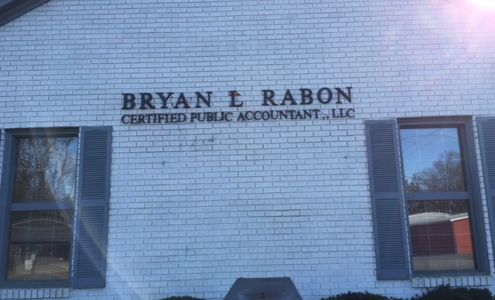 BRYAN L RABON
CERTIFIED PUBLIC ACCOUNTANT., LLC